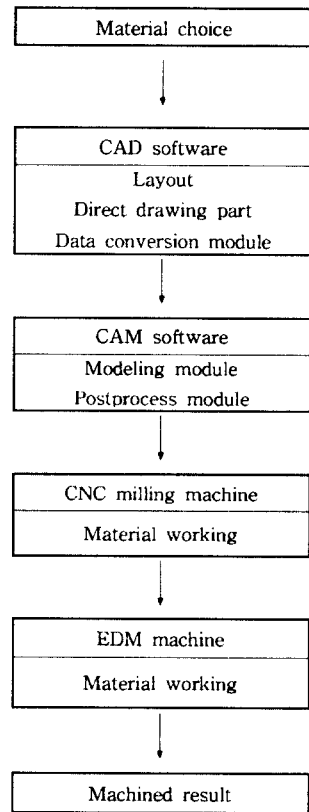 Material choice
CAD software
Layout
Direct drawing part
Data conversion module
CAM software
Modeling module
Postprocess module
CNC milling machine
Material working
EDM machine
Material working
Machined result